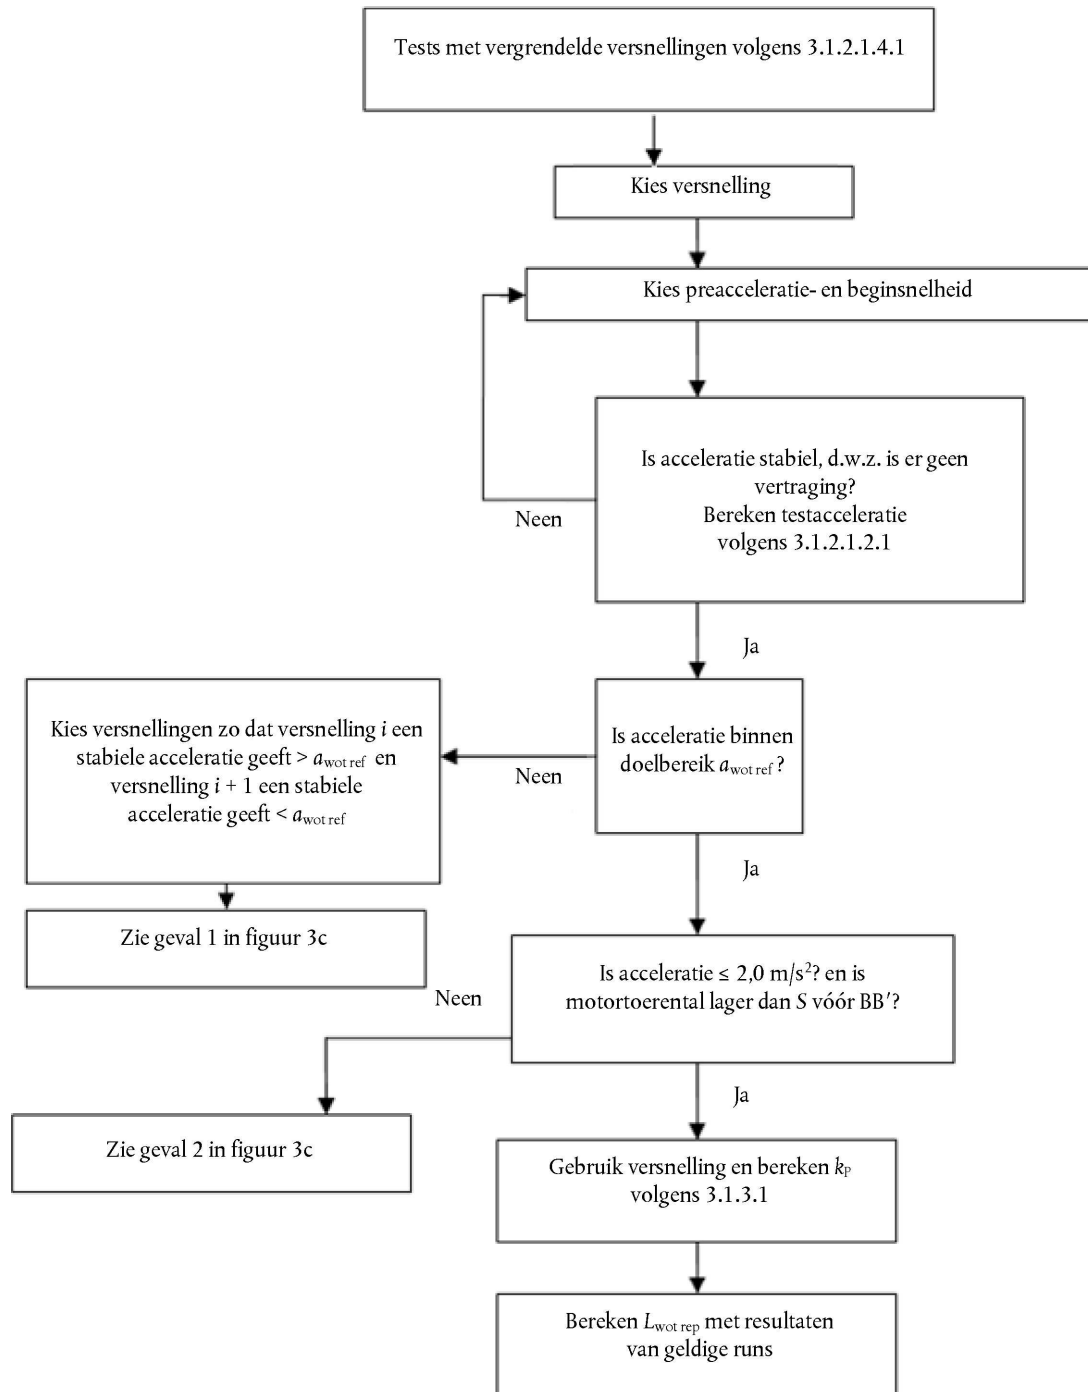 Tests met vergrendelde versnellingen volgens 3.1.2.1.4.1
Kies versnelling
Kies preacceleratie- en beginsnelheid
Is acceleratie stabiel, d.w.z. is er geen
vertraging?
Bereken testacceleratie
volgens 3.1.2.1.2.1
Neen
Ja
Kies versnellingen zo dat versnelling i een
stabiele acceleratie geeft > a_wot ref en
versnelling i + 1 een stabiele
acceleratie geeft < a_wot ref
Neen
Is acceleratie binnen
doelbereik a_wot ref ?
Ja
Zie geval 1 in figuur 3c
Neen
Is acceleratie ≤ 2,0 m/s²? en is
motortoerental lager dan S vóór BB′?
Ja
Zie geval 2 in figuur 3c
Gebruik versnelling en bereken k_P
volgens 3.1.3.1
Bereken L_wot rep met resultaten
van geldige runs